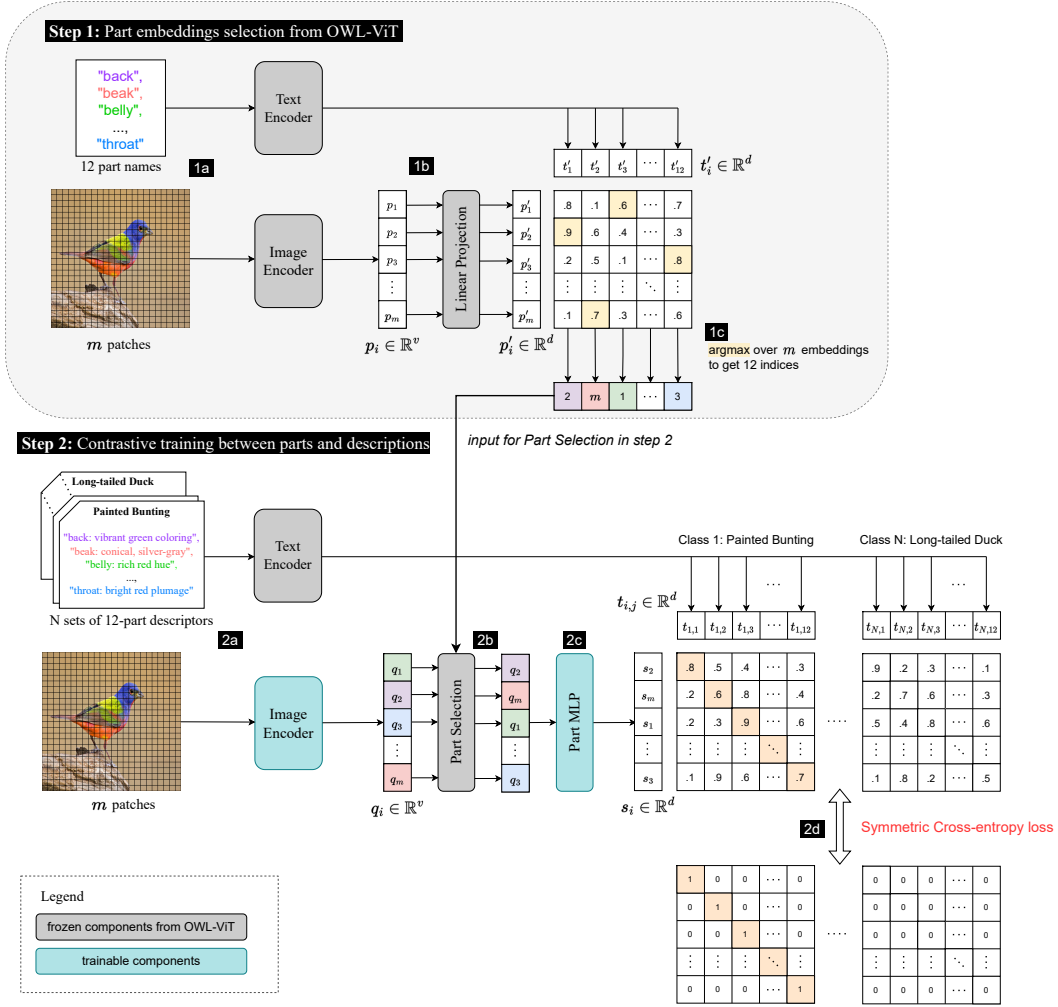 Step 1: Part embeddings selection from OWL-ViT
"back",
"beak",
"belly",
...,
"throat"
12 part names
Text
Encoder
t′₁ t′₂ t′₃ ⋯ t′₁₂
t′ᵢ ∈ ℝᵈ
1a
1b
m patches
Image
Encoder
p₁
p₂
p₃
⋮
pₘ
pᵢ ∈ ℝᵛ
Linear Projection
p′₁
p′₂
p′₃
⋮
p′ₘ
p′ᵢ ∈ ℝᵈ
.8 .1 .6 ⋯ .7
.9 .6 .4 ⋯ .3
.2 .5 .1 ⋯ .8
⋮ ⋮ ⋮ ⋱ ⋮
.1 .7 .3 ⋯ .6
1c
argmax over m embeddings
to get 12 indices
2 m 1 ⋯ 3
Step 2: Contrastive training between parts and descriptions
input for Part Selection in step 2
Long-tailed Duck
Painted Bunting
"back: vibrant green coloring",
"beak: conical, silver-gray",
"belly: rich red hue",
...,
"throat: bright red plumage"
N sets of 12-part descriptors
Text
Encoder
Class 1: Painted Bunting
Class N: Long-tailed Duck
⋯ ⋯
tᵢ,ⱼ ∈ ℝᵈ
t₁,₁ t₁,₂ t₁,₃ ⋯ t₁,₁₂
t_N,1 t_N,2 t_N,3 ⋯ t_N,12
2a
2b
2c
m patches
Image
Encoder
q₁
q₂
q₃
⋮
qₘ
qᵢ ∈ ℝᵛ
Part Selection
q₂
qₘ
q₁
⋮
q₃
Part MLP
s₂
sₘ
s₁
⋮
s₃
sᵢ ∈ ℝᵈ
.8 .5 .4 ⋯ .3
.2 .6 .8 ⋯ .4
.2 .3 .9 ⋯ .6
⋮ ⋮ ⋮ ⋱ ⋮
.1 .9 .6 ⋯ .7
....
.9 .2 .3 ⋯ .1
.2 .7 .6 ⋯ .3
.5 .4 .8 ⋯ .6
⋮ ⋮ ⋮ ⋱ ⋮
.1 .8 .2 ⋯ .5
2d
Symmetric Cross-entropy loss
1 0 0 ⋯ 0
0 1 0 ⋯ 0
0 0 1 ⋯ 0
⋮ ⋮ ⋮ ⋱ ⋮
0 0 0 ⋯ 1
....
0 0 0 ⋯ 0
0 0 0 ⋯ 0
0 0 0 ⋯ 0
⋮ ⋮ ⋮ ⋱ ⋮
0 0 0 ⋯ 0
Legend
frozen components from OWL-ViT
trainable components